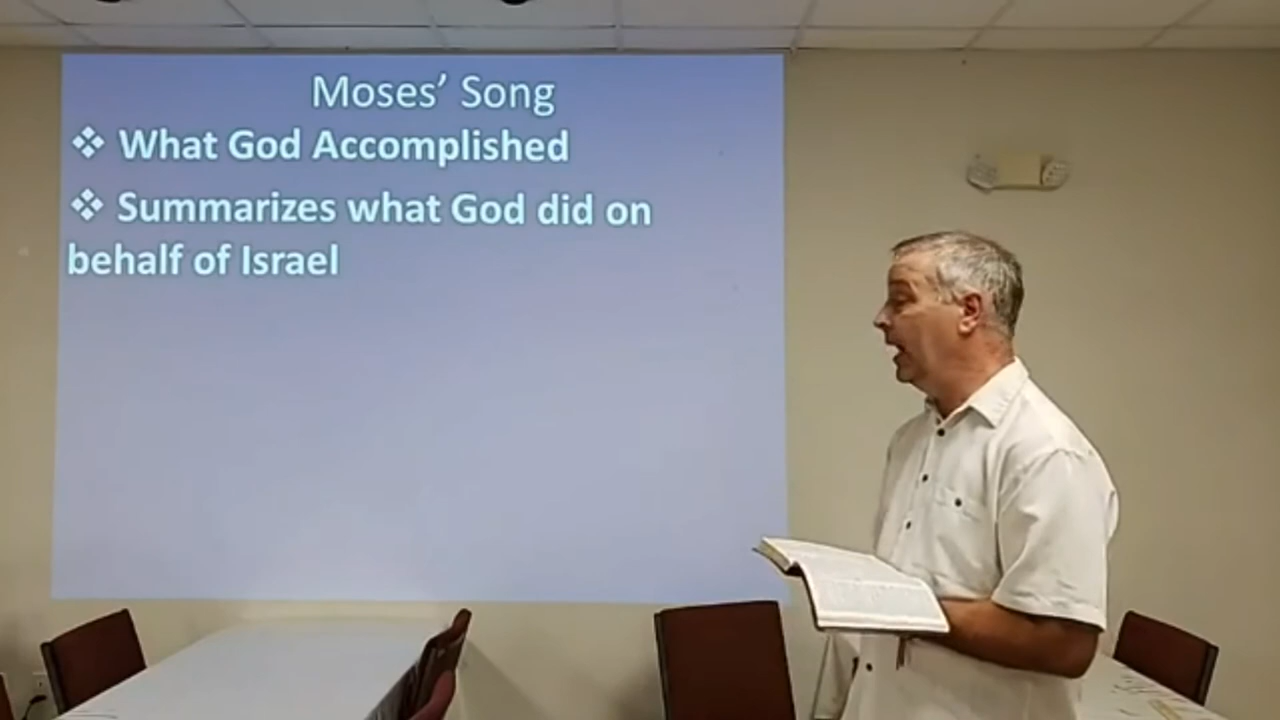 Moses’ Song
❖ What God Accomplished
❖ Summarizes what God did on
behalf of Israel